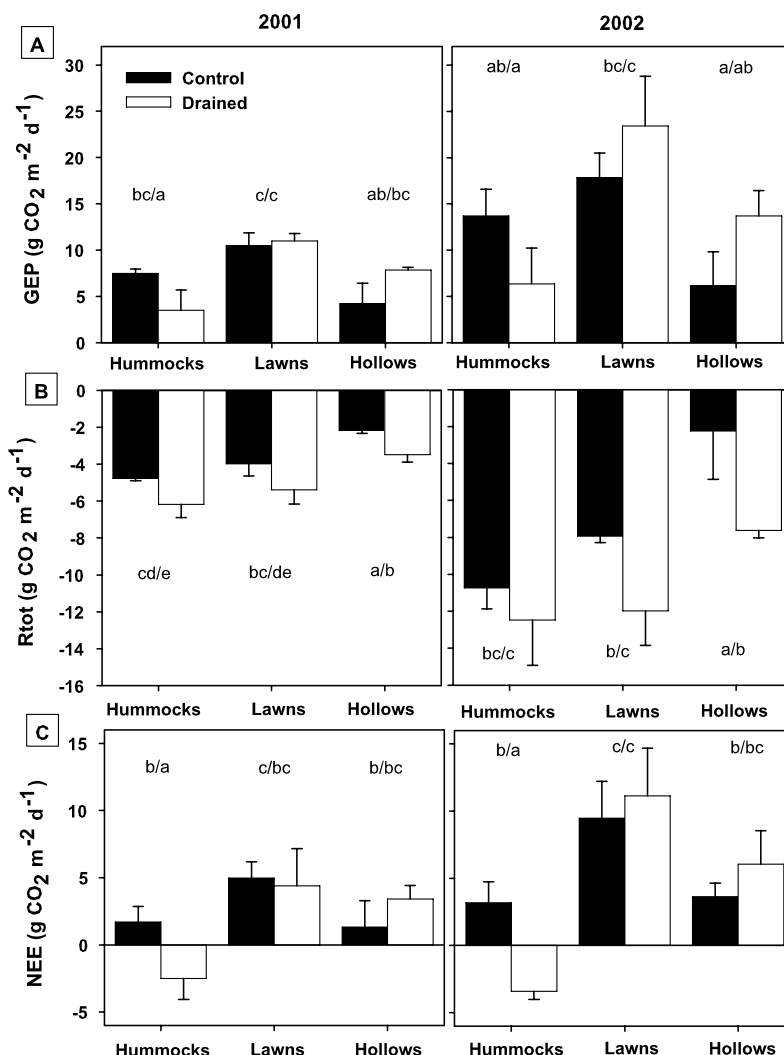 2001 2002
A
GEP (g CO2 m-2 d-1)
30
25
20
15
10
5
0
Control
Drained
bc/a c/c ab/bc
ab/a bc/c a/ab
Hummocks Lawns Hollows Hummocks Lawns Hollows
B
Rtot (g CO2 m-2 d-1)
0
-2
-4
-6
-8
-10
-12
-14
-16
cd/e bc/de a/b
bc/c b/c a/b
Hummocks Lawns Hollows Hummocks Lawns Hollows
C
NEE (g CO2 m-2 d-1)
15
10
5
0
-5
b/a c/bc b/bc
b/a c/c b/bc
Hummocks Lawns Hollows Hummocks Lawns Hollows